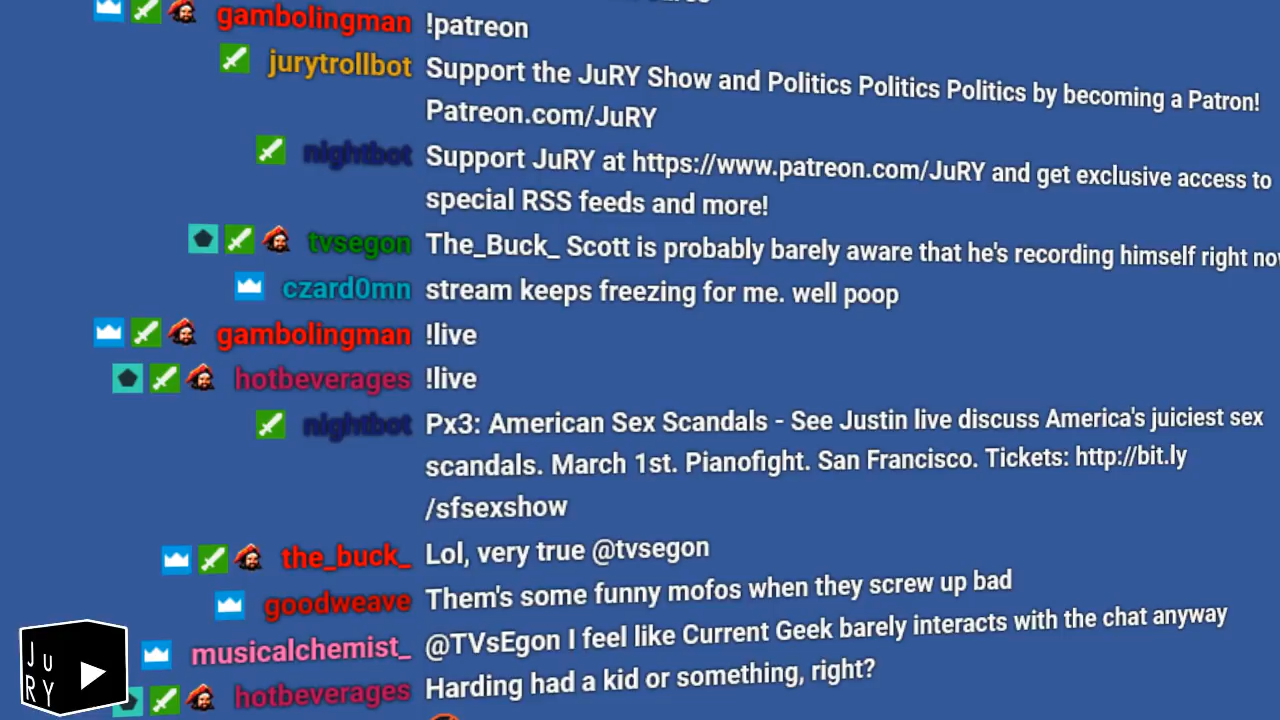 gambolingman !patreon
jurytrollbot Support the JuRY Show and Politics Politics Politics by becoming a Patron!
Patreon.com/JuRY
nightbot Support JuRY at https://www.patreon.com/JuRY and get exclusive access to
special RSS feeds and more!
tvsegon The_Buck_ Scott is probably barely aware that he's recording himself right
czard0mn stream keeps freezing for me. well poop
gambolingman !live
hotbeverages !live
nightbot Px3: American Sex Scandals - See Justin live discuss America's juiciest sex
scandals. March 1st. Pianofight. San Francisco. Tickets: http://bit.ly
/sfsexshow
the_buck_ Lol, very true @tvsegon
goodweave Them's some funny mofos when they screw up bad
musicalchemist_ @TVsEgon I feel like Current Geek barely interacts with the chat anyway
hotbeverages Harding had a kid or something, right?
JU
RY